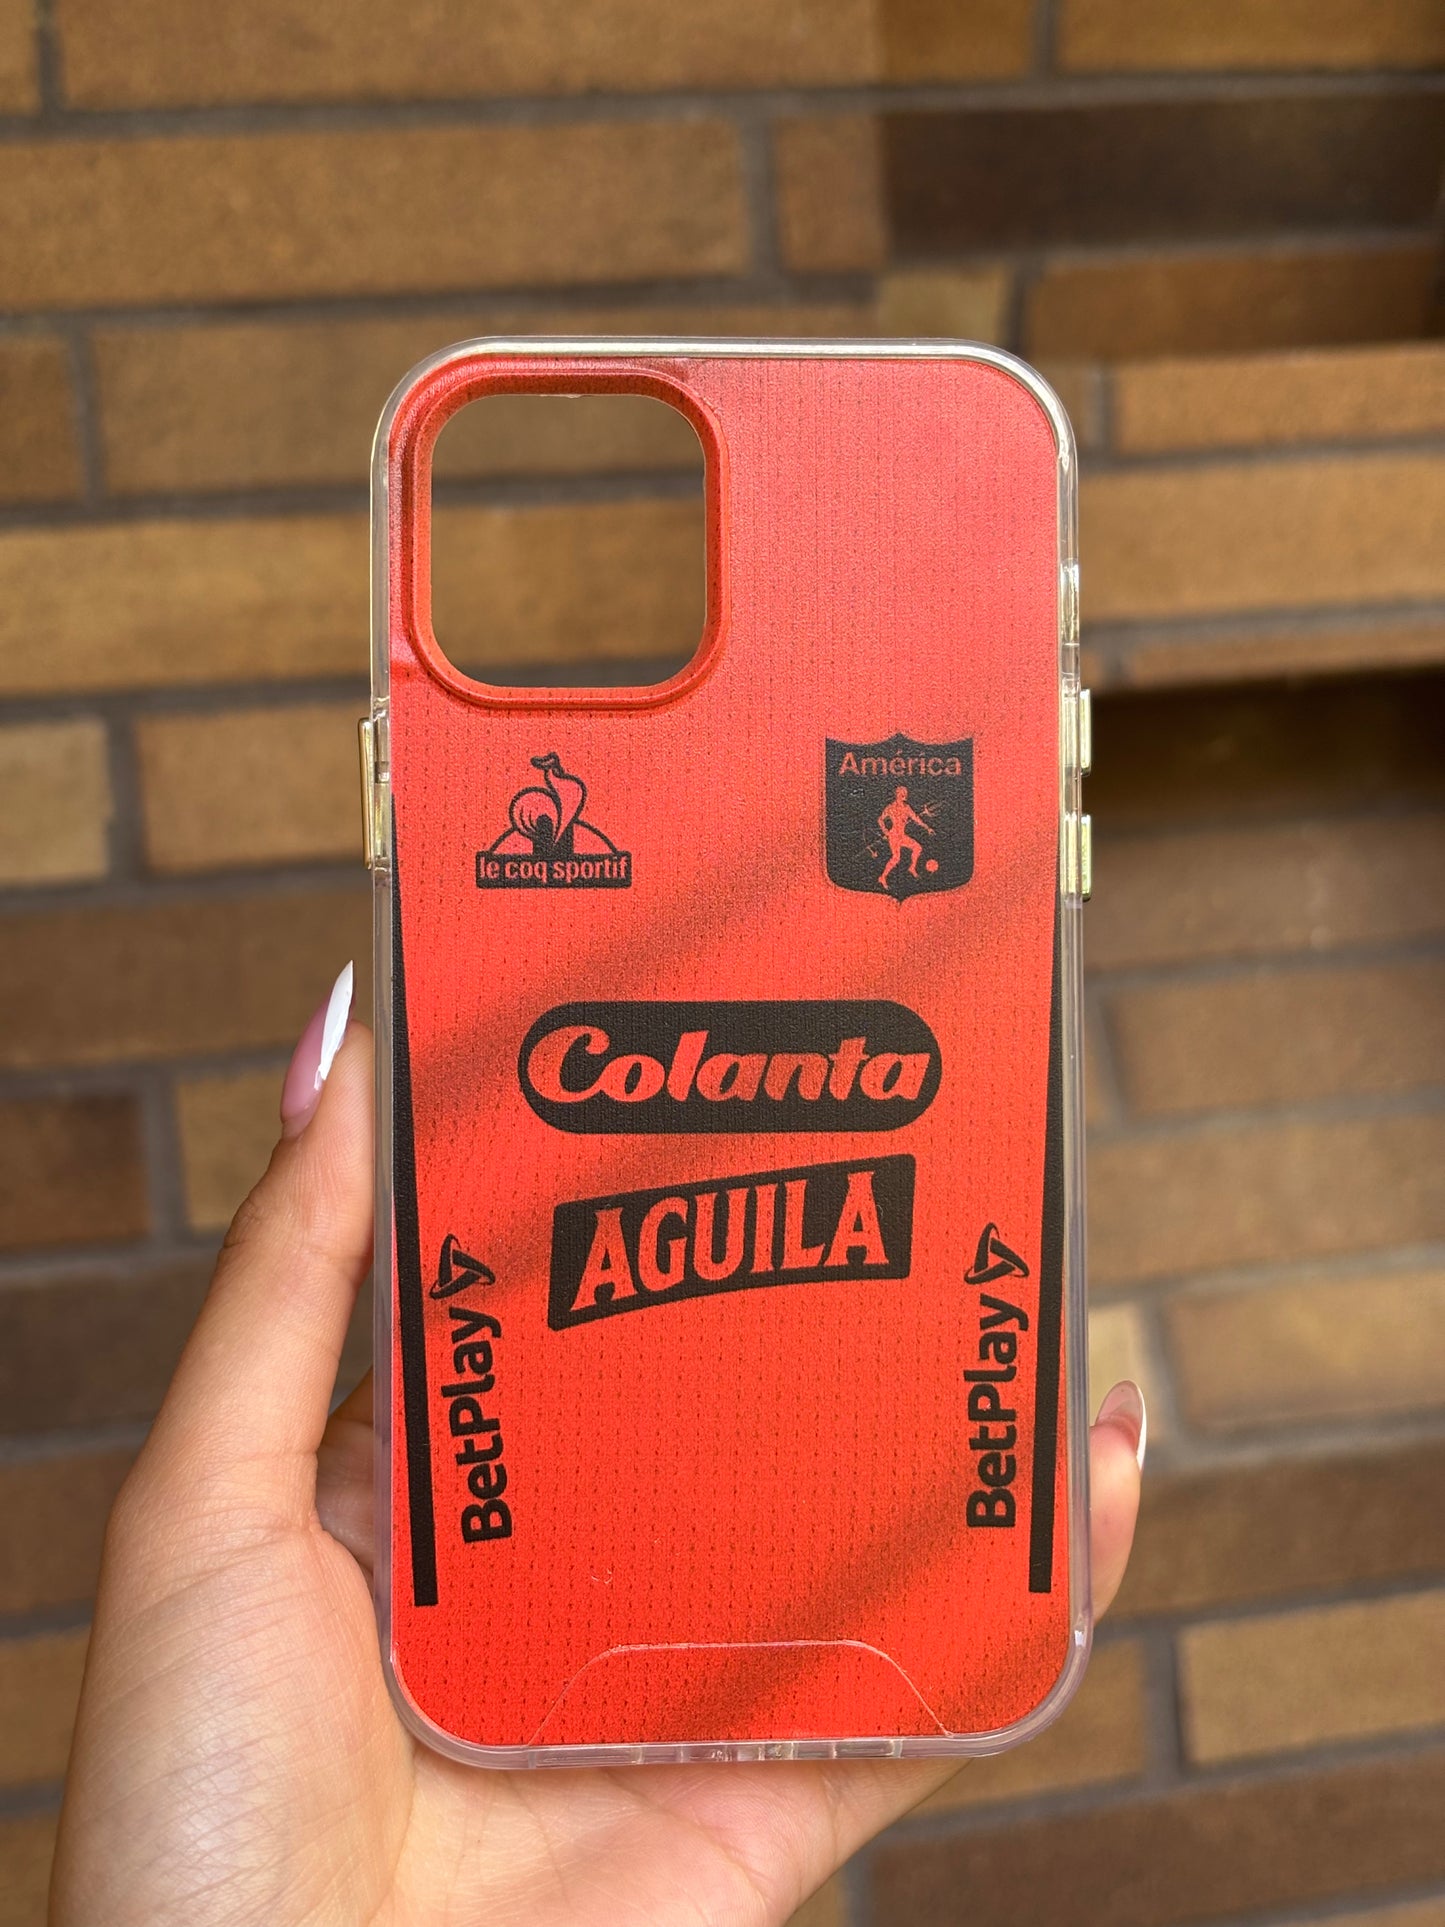 le coq sportif
América
Colanta
AGUILA
BetPlay
BetPlay